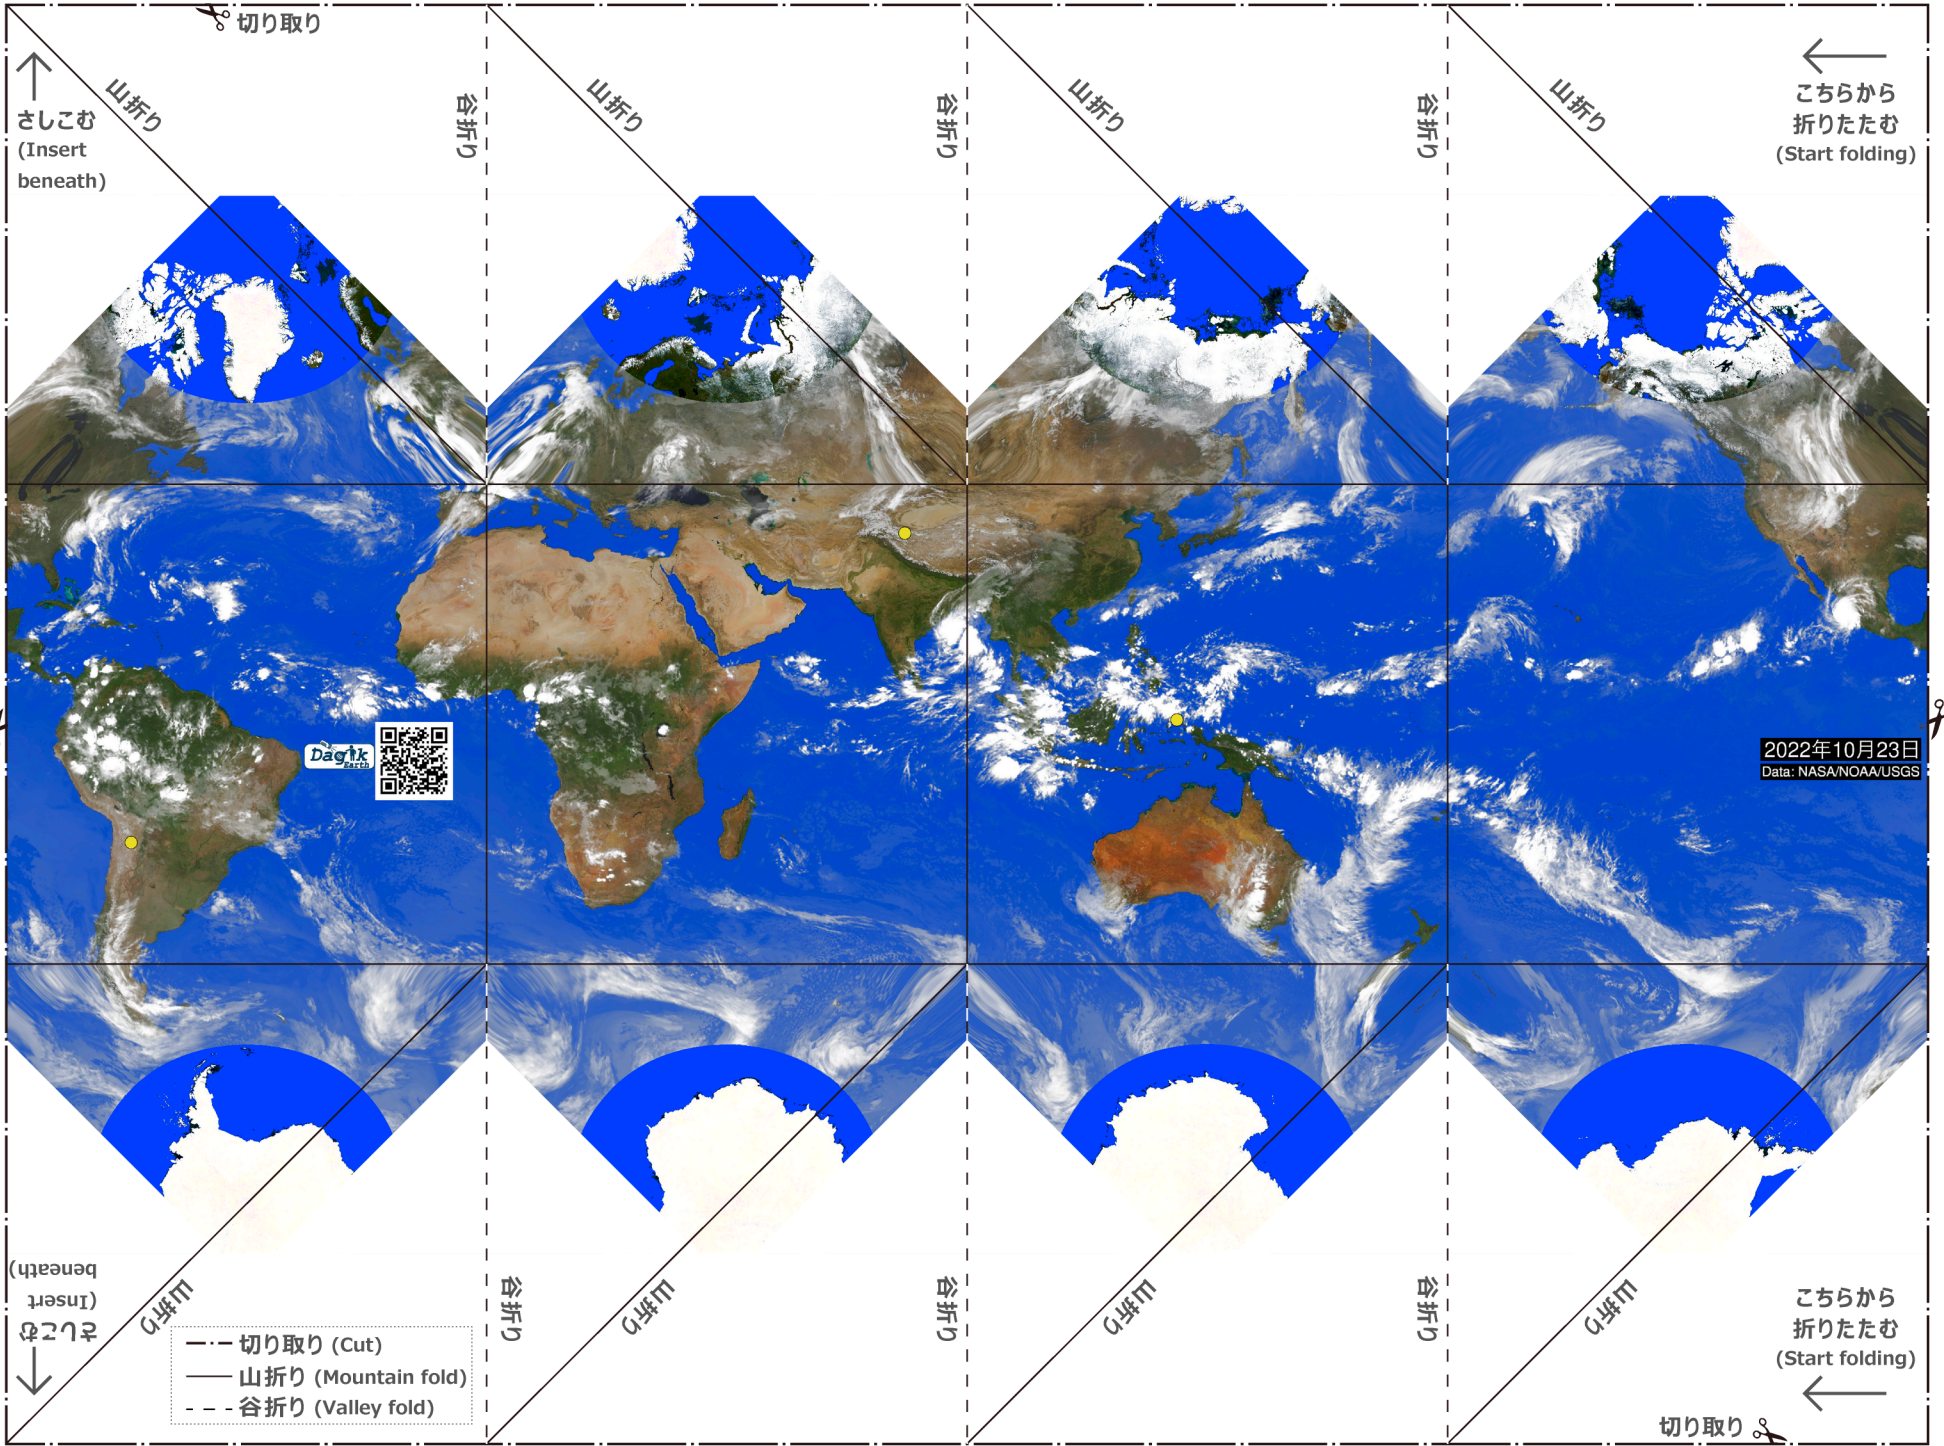 切り取り
山折り
谷折り
山折り
谷折り
山折り
谷折り
山折り
さしこむ
(Insert
beneath)
こちらから
折りたたむ
(Start folding)
Dagik
Earth
2022年10月23日
Data: NASA/NOAA/USGS
さしこむ
(Insert
beneath)
山折り
谷折り
山折り
谷折り
山折り
谷折り
山折り
こちらから
折りたたむ
(Start folding)
切り取り (Cut)
山折り (Mountain fold)
谷折り (Valley fold)
切り取り